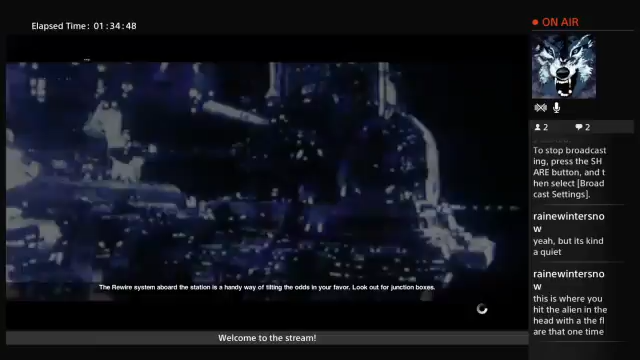 Elapsed Time: 01:34:48
ON AIR
2
2
To stop broadcast
ing, press the SH
ARE button, and t
hen select [Broad
cast Settings].
rainewintersno
w
yeah, but its kind
a quiet
rainewintersno
w
this is where you
hit the alien in the
head with a the fl
are that one time
The Rewire system aboard the station is a handy way of tilting the odds in your favor. Look out for junction boxes.
Welcome to the stream!